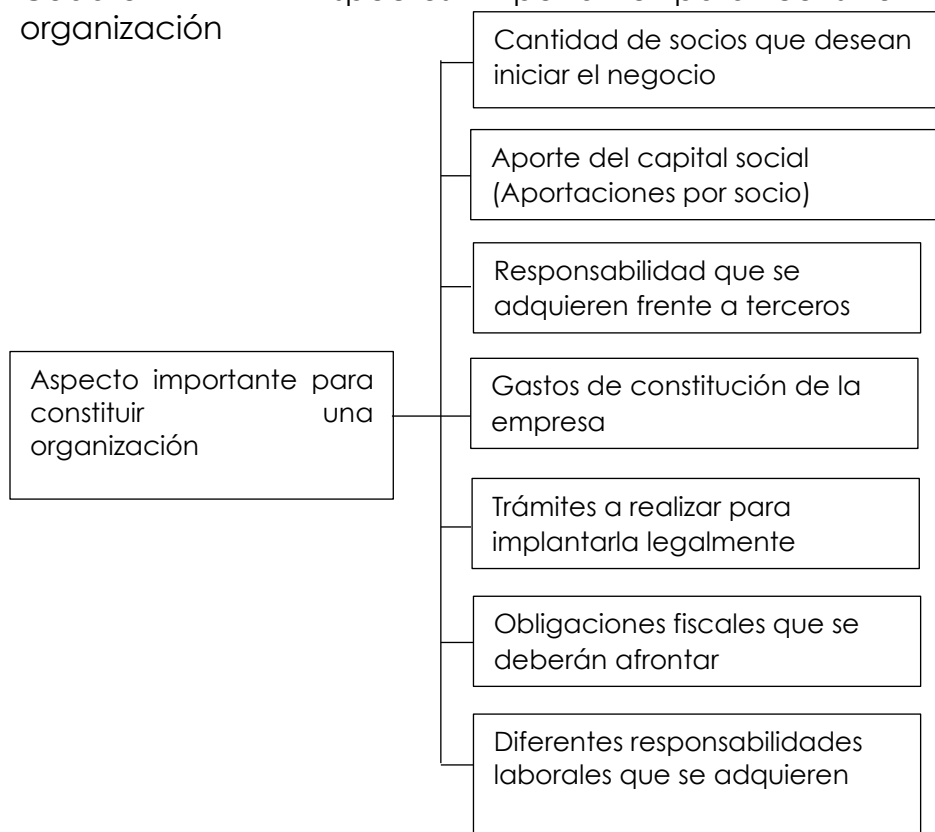 organización
Cantidad de socios que desean
iniciar el negocio
Aporte del capital social
(Aportaciones por socio)
Responsabilidad que se
adquieren frente a terceros
Aspecto importante para
constituir una
organización
Gastos de constitución de la
empresa
Trámites a realizar para
implantarla legalmente
Obligaciones fiscales que se
deberán afrontar
Diferentes responsabilidades
laborales que se adquieren